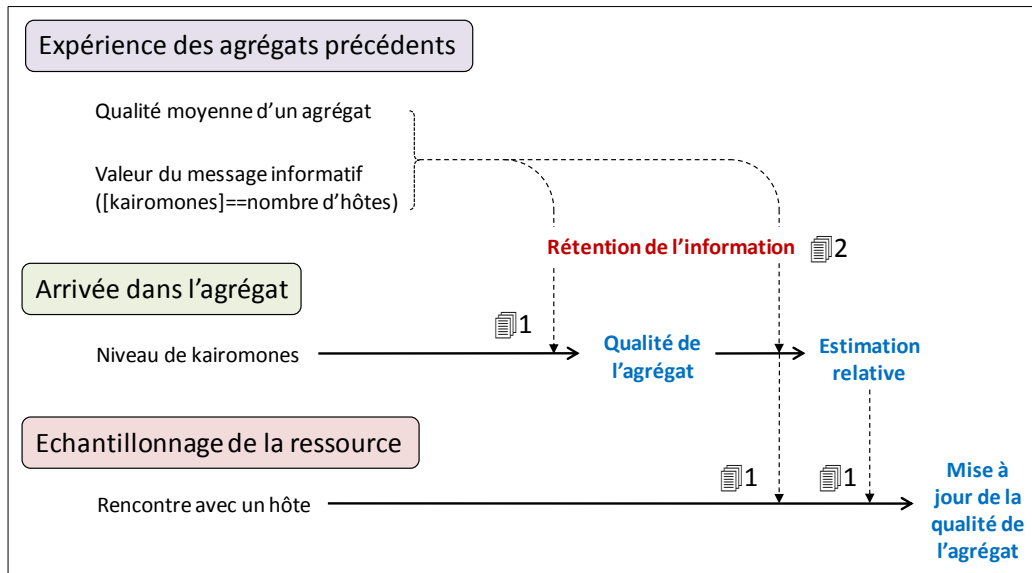 Expérience des agrégats précédents
Qualité moyenne d'un agrégat
Valeur du message informatif
([kairomones]==nombre d'hôtes)
Rétention de l'information
2
Arrivée dans l'agrégat
1
Niveau de kairomones
Qualité de
l'agrégat
Estimation
relative
Echantillonnage de la ressource
1
1
Rencontre avec un hôte
Mise à
jour de la
qualité de
l'agrégat